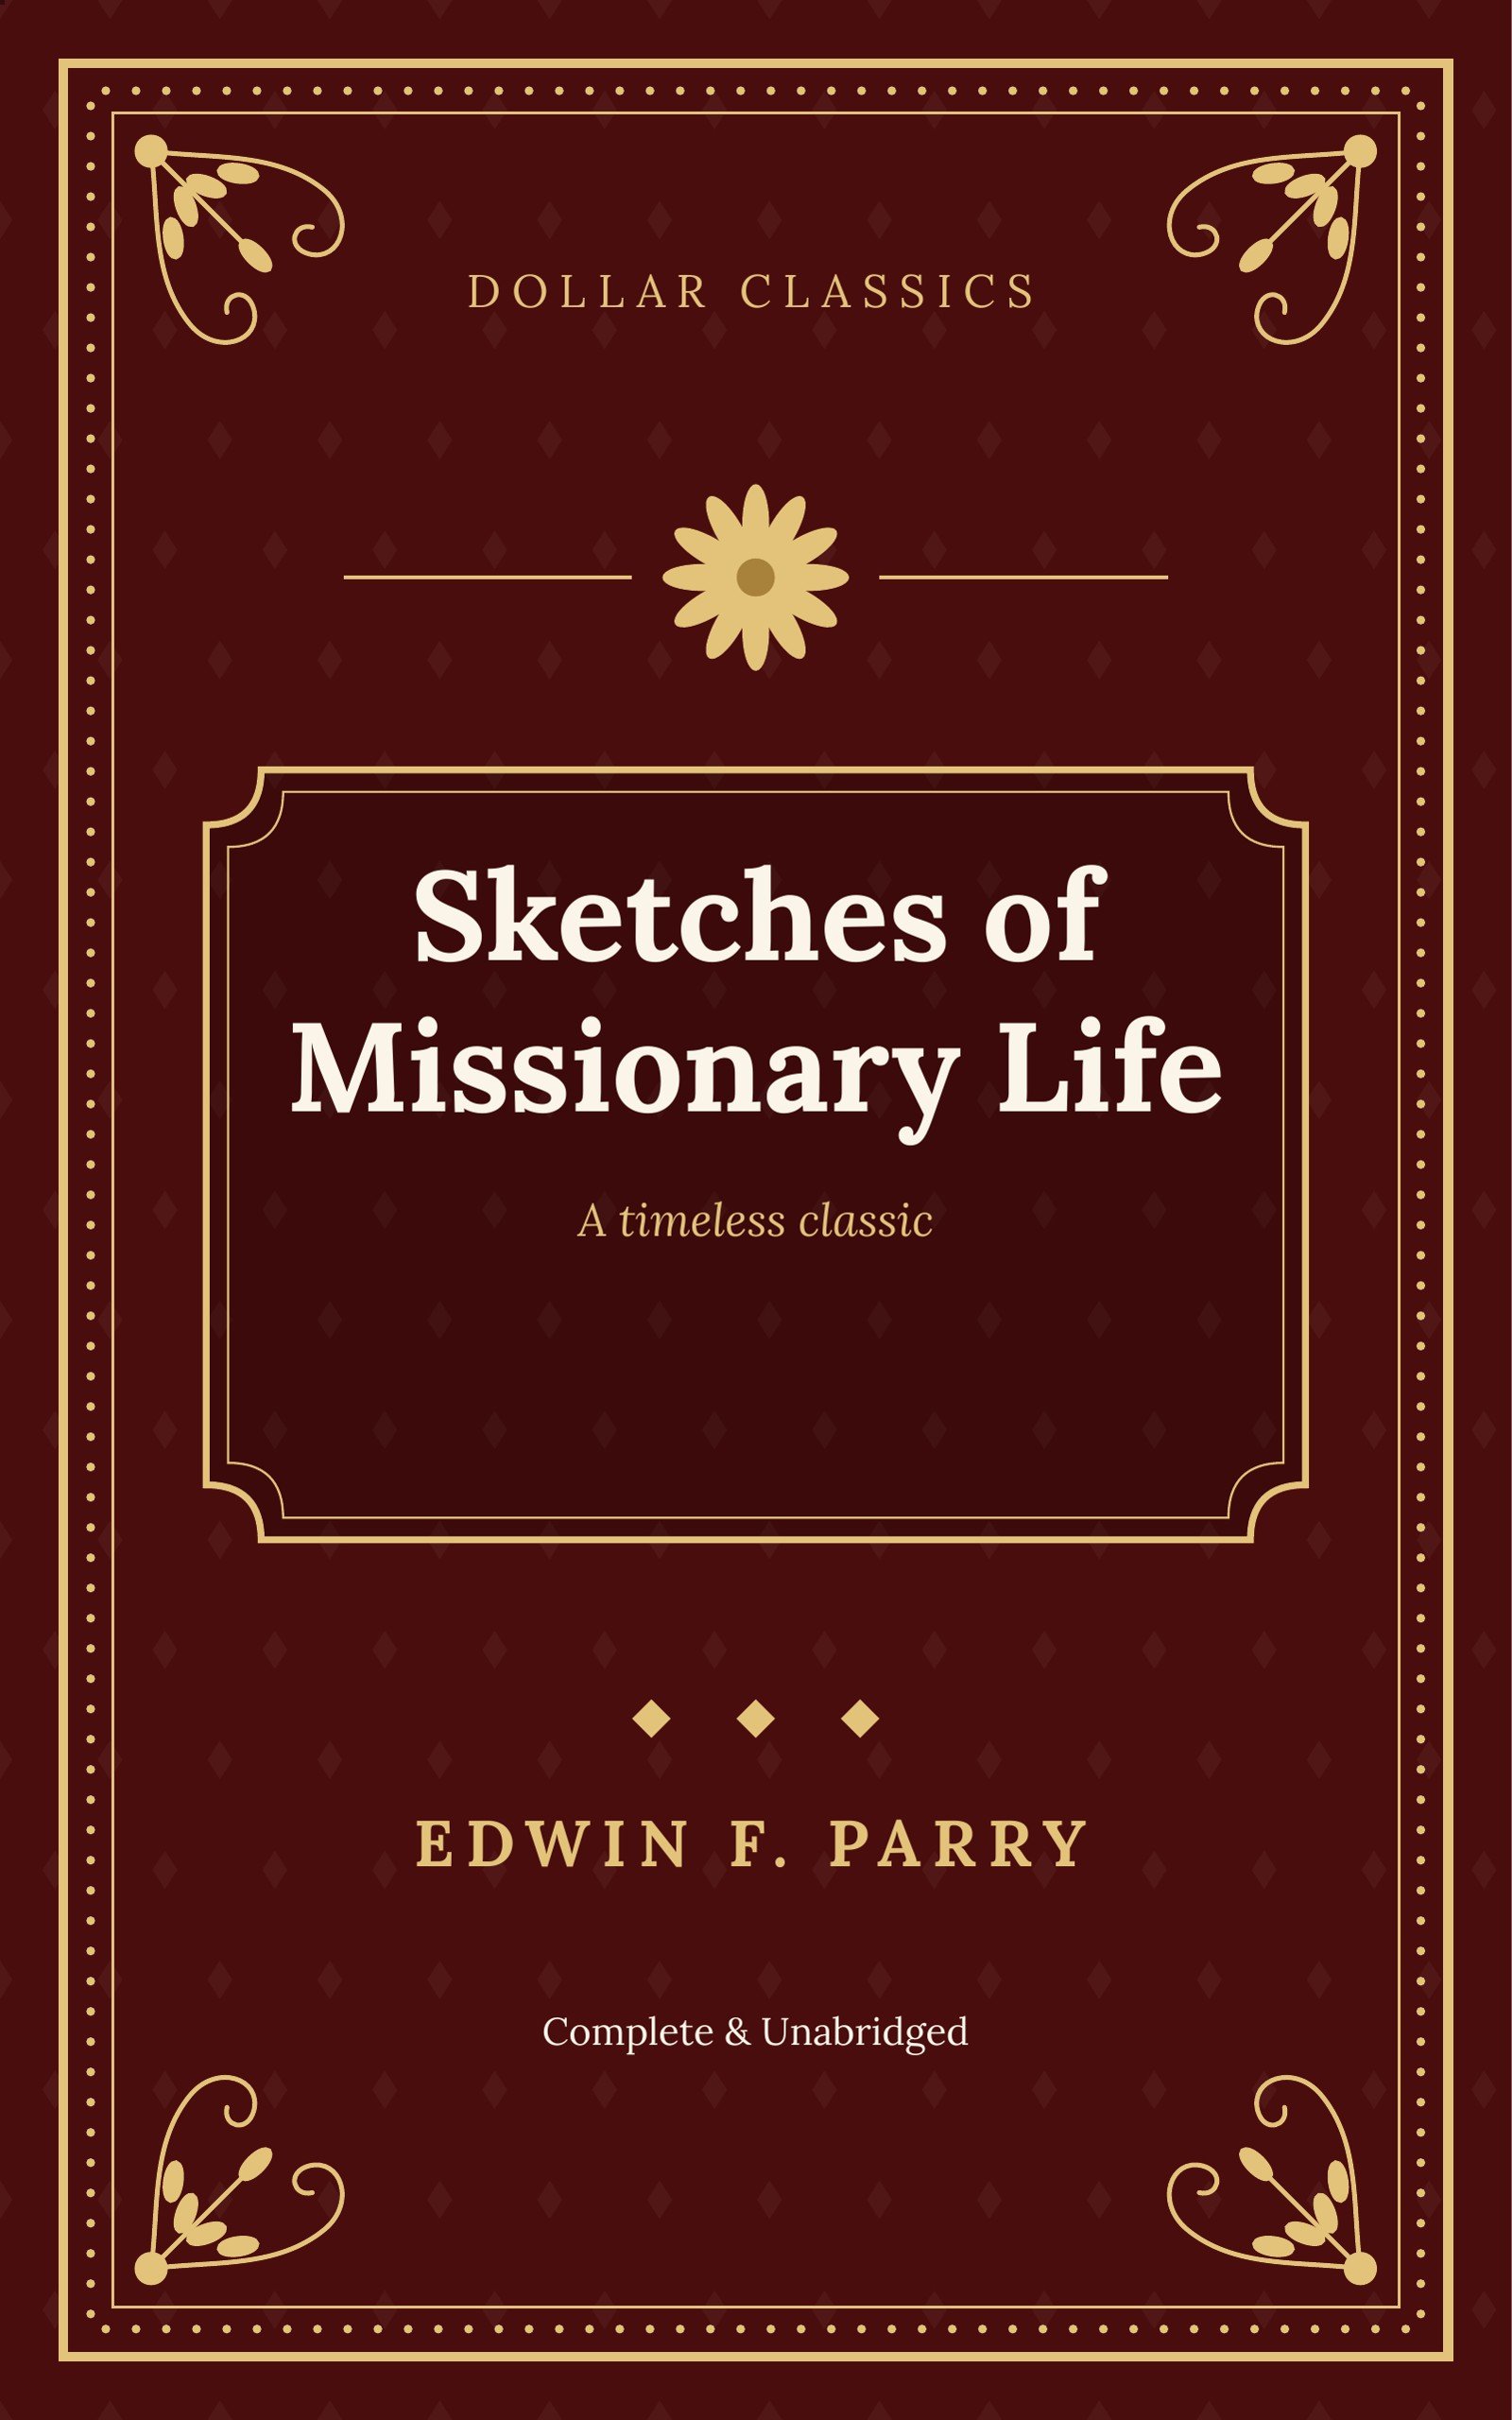 DOLLAR CLASSICS
Sketches of
Missionary Life
A timeless classic
EDWIN F. PARRY
Complete & Unabridged